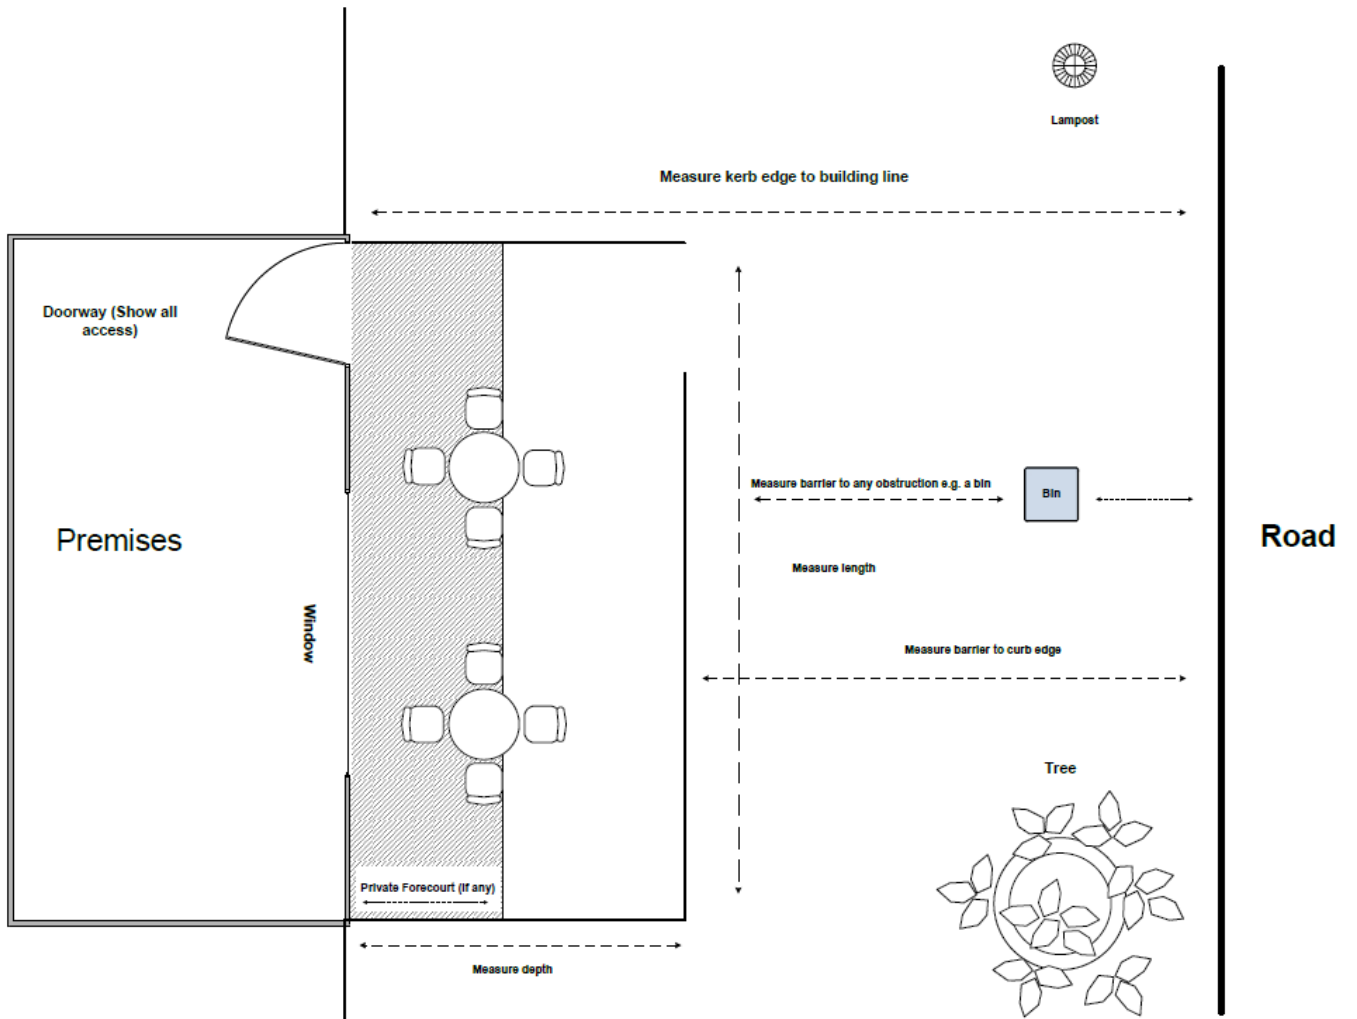 Lampost
Measure kerb edge to building line
Doorway (Show all
access)
Measure barrier to any obstruction e.g. a bin
Bin
Premises
Road
Measure length
Window
Measure barrier to curb edge
Tree
Private Forecourt (if any)
Measure depth